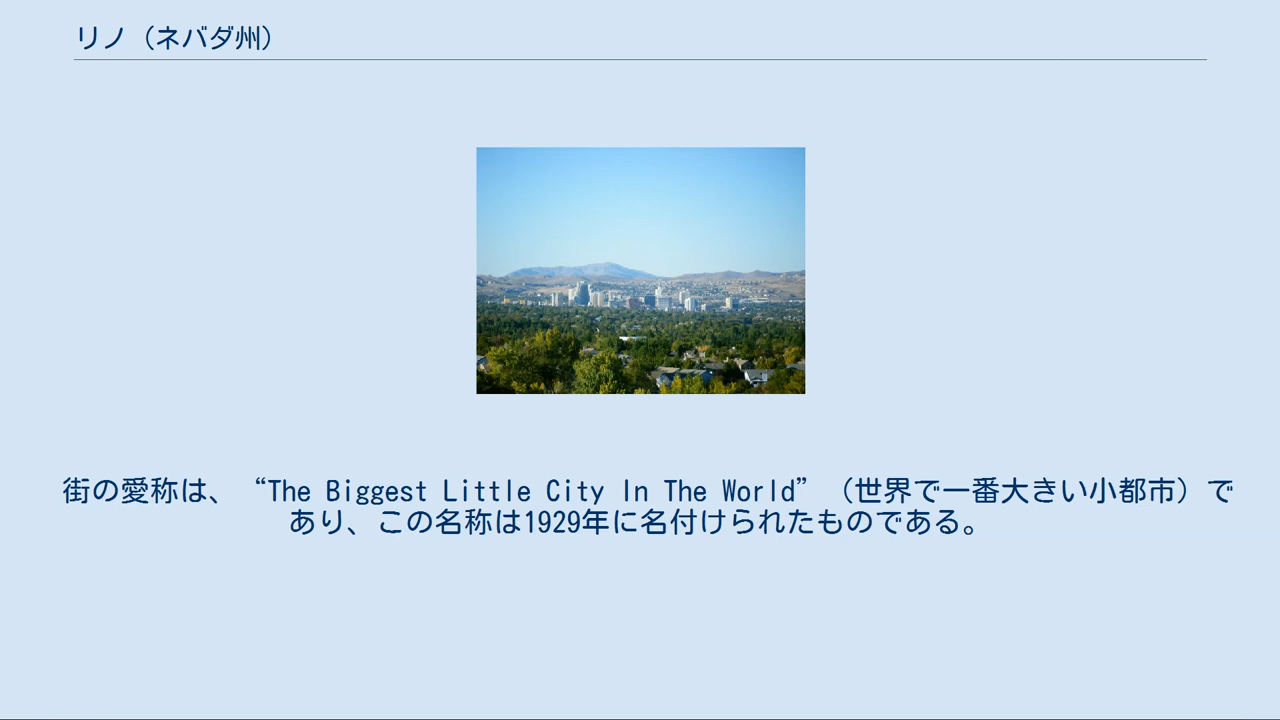 リノ（ネバダ州）
街の愛称は、“The Biggest Little City In The World”（世界で一番大きい小都市）で
あり、この名称は1929年に名付けられたものである。